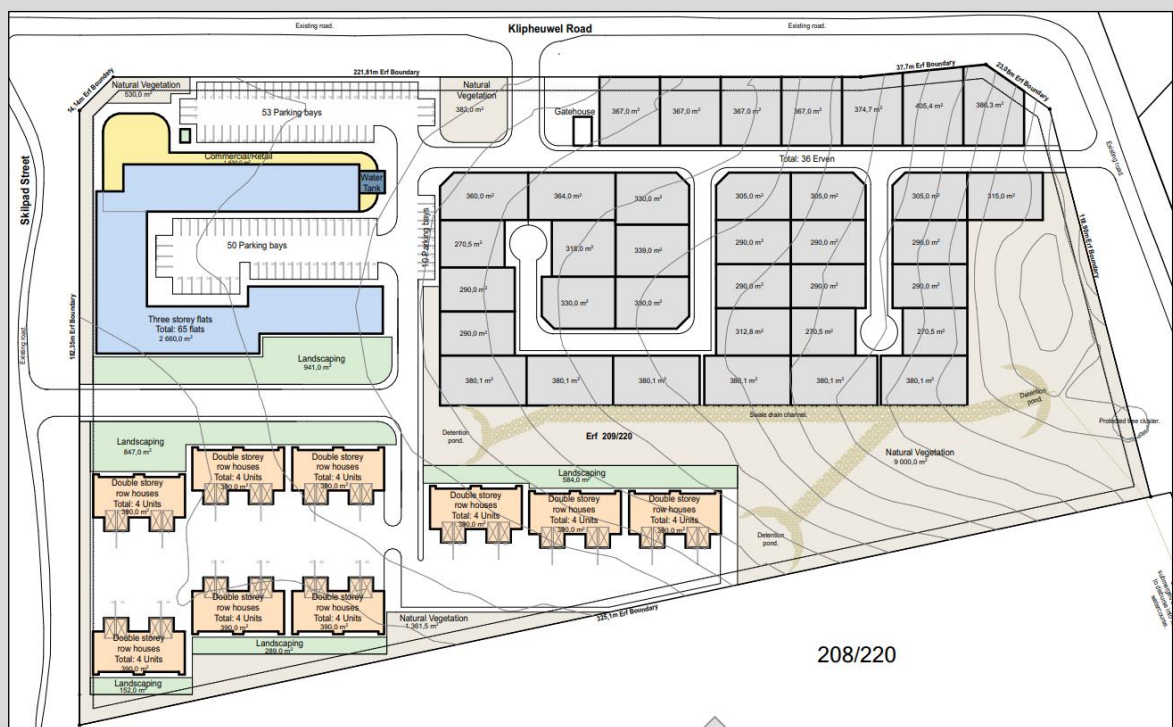 Existing road.
Klipheuwel Road
Existing road.
14,14m Erf Boundary
221,81m Erf Boundary
37,7m Erf Boundary
23,08m Erf Boundary
Natural Vegetation
530,0 m²
53 Parking bays
Natural
Vegetation
382,0 m²
Gatehouse
367,0 m²
367,0 m²
367,0 m²
367,0 m²
374,7 m²
405,4 m²
386,3 m²
Commercial/Retail
Water
Tank
Total: 36 Erven
Existing road
Skilpad Street
360,0 m²
364,0 m²
330,0 m²
305,0 m²
305,0 m²
305,0 m²
315,0 m²
10 Parking bays
50 Parking bays
270,5 m²
318,0 m²
339,0 m²
290,0 m²
290,0 m²
290,0 m²
118,98m Erf Boundary
290,0 m²
330,0 m²
330,0 m²
290,0 m²
290,0 m²
290,0 m²
Three storey flats
Total: 65 flats
2 660,0 m²
290,0 m²
312,8 m²
270,5 m²
270,5 m²
182,35m Erf Boundary
Existing road
Landscaping
941,0 m²
380,1 m²
380,1 m²
380,1 m²
380,1 m²
380,1 m²
380,1 m²
Swale drain channel.
Detention
pond.
Detention
pond.
Erf 209/220
Protected tree cluster.
Natural Vegetation
9 000,0 m²
Landscaping
847,0 m²
Double storey
row houses
Total: 4 Units
390,0 m²
Double storey
row houses
Total: 4 Units
390,0 m²
Double storey
row houses
Total: 4 Units
390,0 m²
Landscaping
584,0 m²
Double storey
row houses
Total: 4 Units
390,0 m²
Double storey
row houses
Total: 4 Units
390,0 m²
Double storey
row houses
Total: 4 Units
390,0 m²
Detention
pond.
submerged
to disburse into
watercourse.
Double storey
row houses
Total: 4 Units
390,0 m²
Double storey
row houses
Total: 4 Units
390,0 m²
Double storey
row houses
Total: 4 Units
390,0 m²
Natural Vegetation
1 361,5 m²
325,1m Erf Boundary
Landscaping
289,0 m²
Landscaping
152,0 m²
208/220